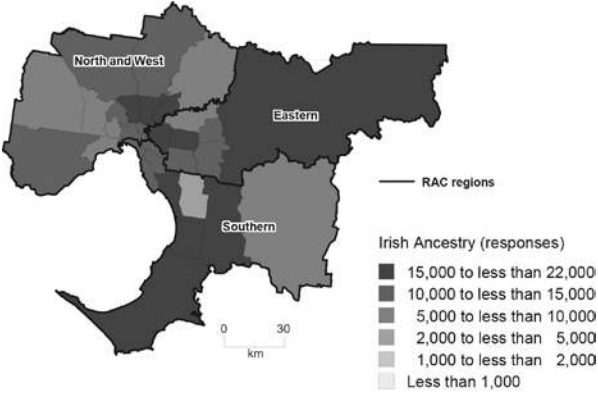 North and West
Eastern
Southern
RAC regions
Irish Ancestry (responses)
15,000 to less than 22,000
10,000 to less than 15,000
5,000 to less than 10,000
2,000 to less than 5,000
1,000 to less than 2,000
Less than 1,000
0 30
km